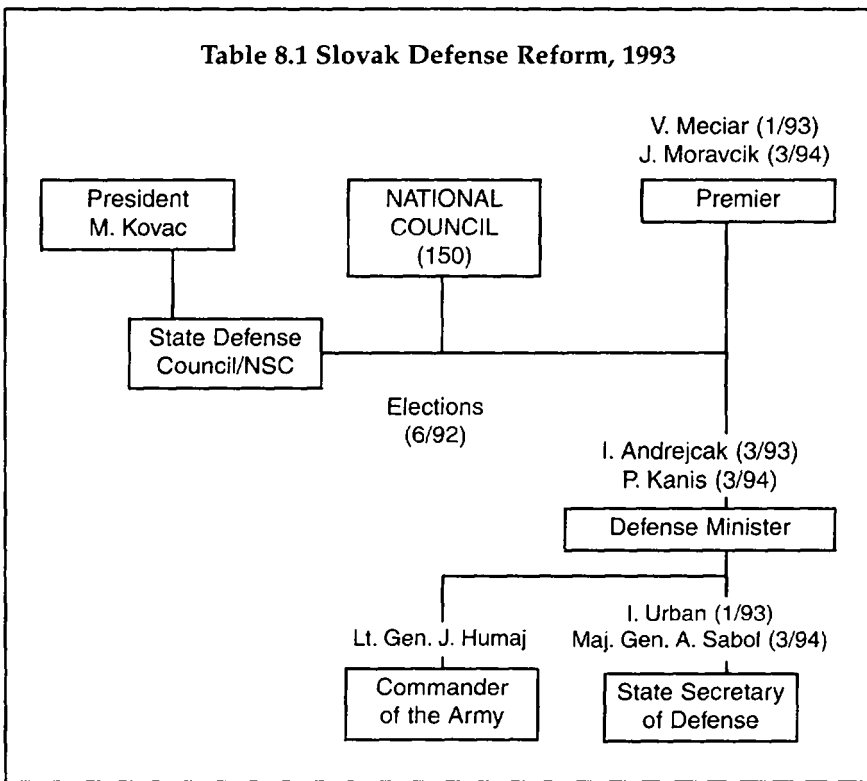 Table 8.1 Slovak Defense Reform, 1993
V. Meciar (1/93)
J. Moravcik (3/94)
President
M. Kovac
NATIONAL
COUNCIL
(150)
Premier
State Defense
Council/NSC
Elections
(6/92)
I. Andrejcak (3/93)
P. Kanis (3/94)
Defense Minister
Lt. Gen. J. Humaj
I. Urban (1/93)
Maj. Gen. A. Sabol (3/94)
Commander
of the Army
State Secretary
of Defense